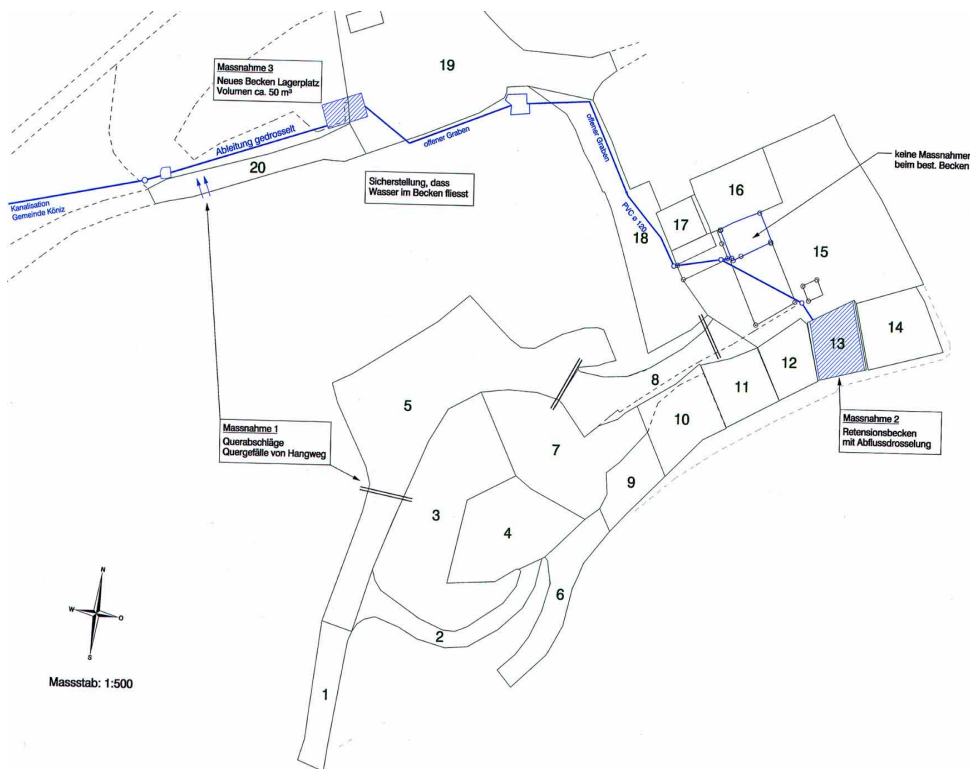 Massnahme 3
Neues Becken Lagerplatz
Volumen ca. 50 m³
19
Ableitung gedrosselt
offener Graben
offener Graben
20
Kanalisation
Gemeinde Köniz
Sicherstellung, dass
Wasser im Becken fliesst
keine Massnahmen
beim best. Becken
16
17
PVC ø 120
18
15
14
13
12
11
8
10
5
7
9
Massnahme 1
Querabschläge
Quergefälle von Hangweg
Massnahme 2
Retensionsbecken
mit Abflussdrosselung
3
4
6
2
1
N
W
O
S
Massstab: 1:500